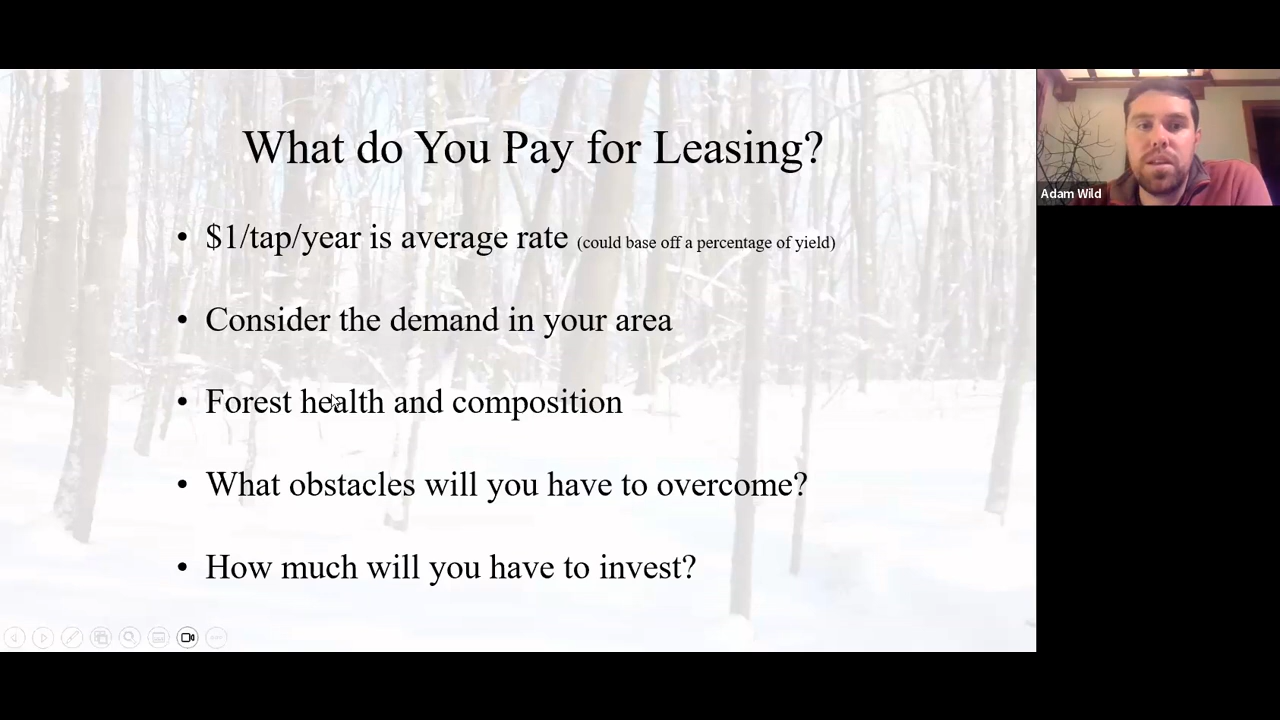 What do You Pay for Leasing?
• $1/tap/year is average rate (could base off a percentage of yield)
• Consider the demand in your area
• Forest health and composition
• What obstacles will you have to overcome?
• How much will you have to invest?
Adam Wild